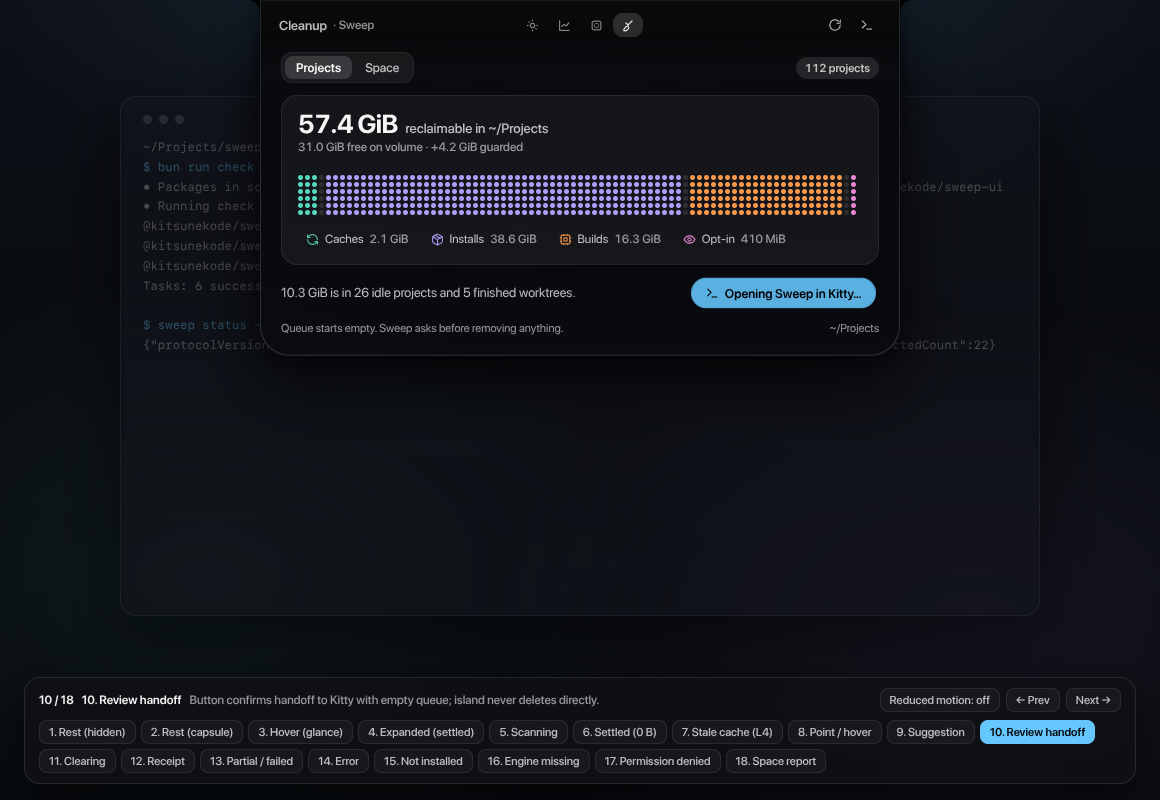 Cleanup · Sweep
Projects Space 112 projects
57.4 GiB reclaimable in ~/Projects
31.0 GiB free on volume · +4.2 GiB guarded
Caches 2.1 GiB Installs 38.6 GiB Builds 16.3 GiB Opt-in 410 MiB
10.3 GiB is in 26 idle projects and 5 finished worktrees.
Opening Sweep in Kitty…
Queue starts empty. Sweep asks before removing anything. ~/Projects
~/Projects/sweep
$ bun run check
• Packages in sc ekode/sweep-ui
• Running check
@kitsunekode/swe
@kitsunekode/swe
@kitsunekode/swe
Tasks: 6 success
$ sweep status ~
{"protocolVersion ctedCount":22}
10 / 18 10. Review handoff Button confirms handoff to Kitty with empty queue; island never deletes directly.
Reduced motion: off ← Prev Next →
1. Rest (hidden) 2. Rest (capsule) 3. Hover (glance) 4. Expanded (settled) 5. Scanning 6. Settled (0 B) 7. Stale cache (L4) 8. Point / hover 9. Suggestion 10. Review handoff
11. Clearing 12. Receipt 13. Partial / failed 14. Error 15. Not installed 16. Engine missing 17. Permission denied 18. Space report